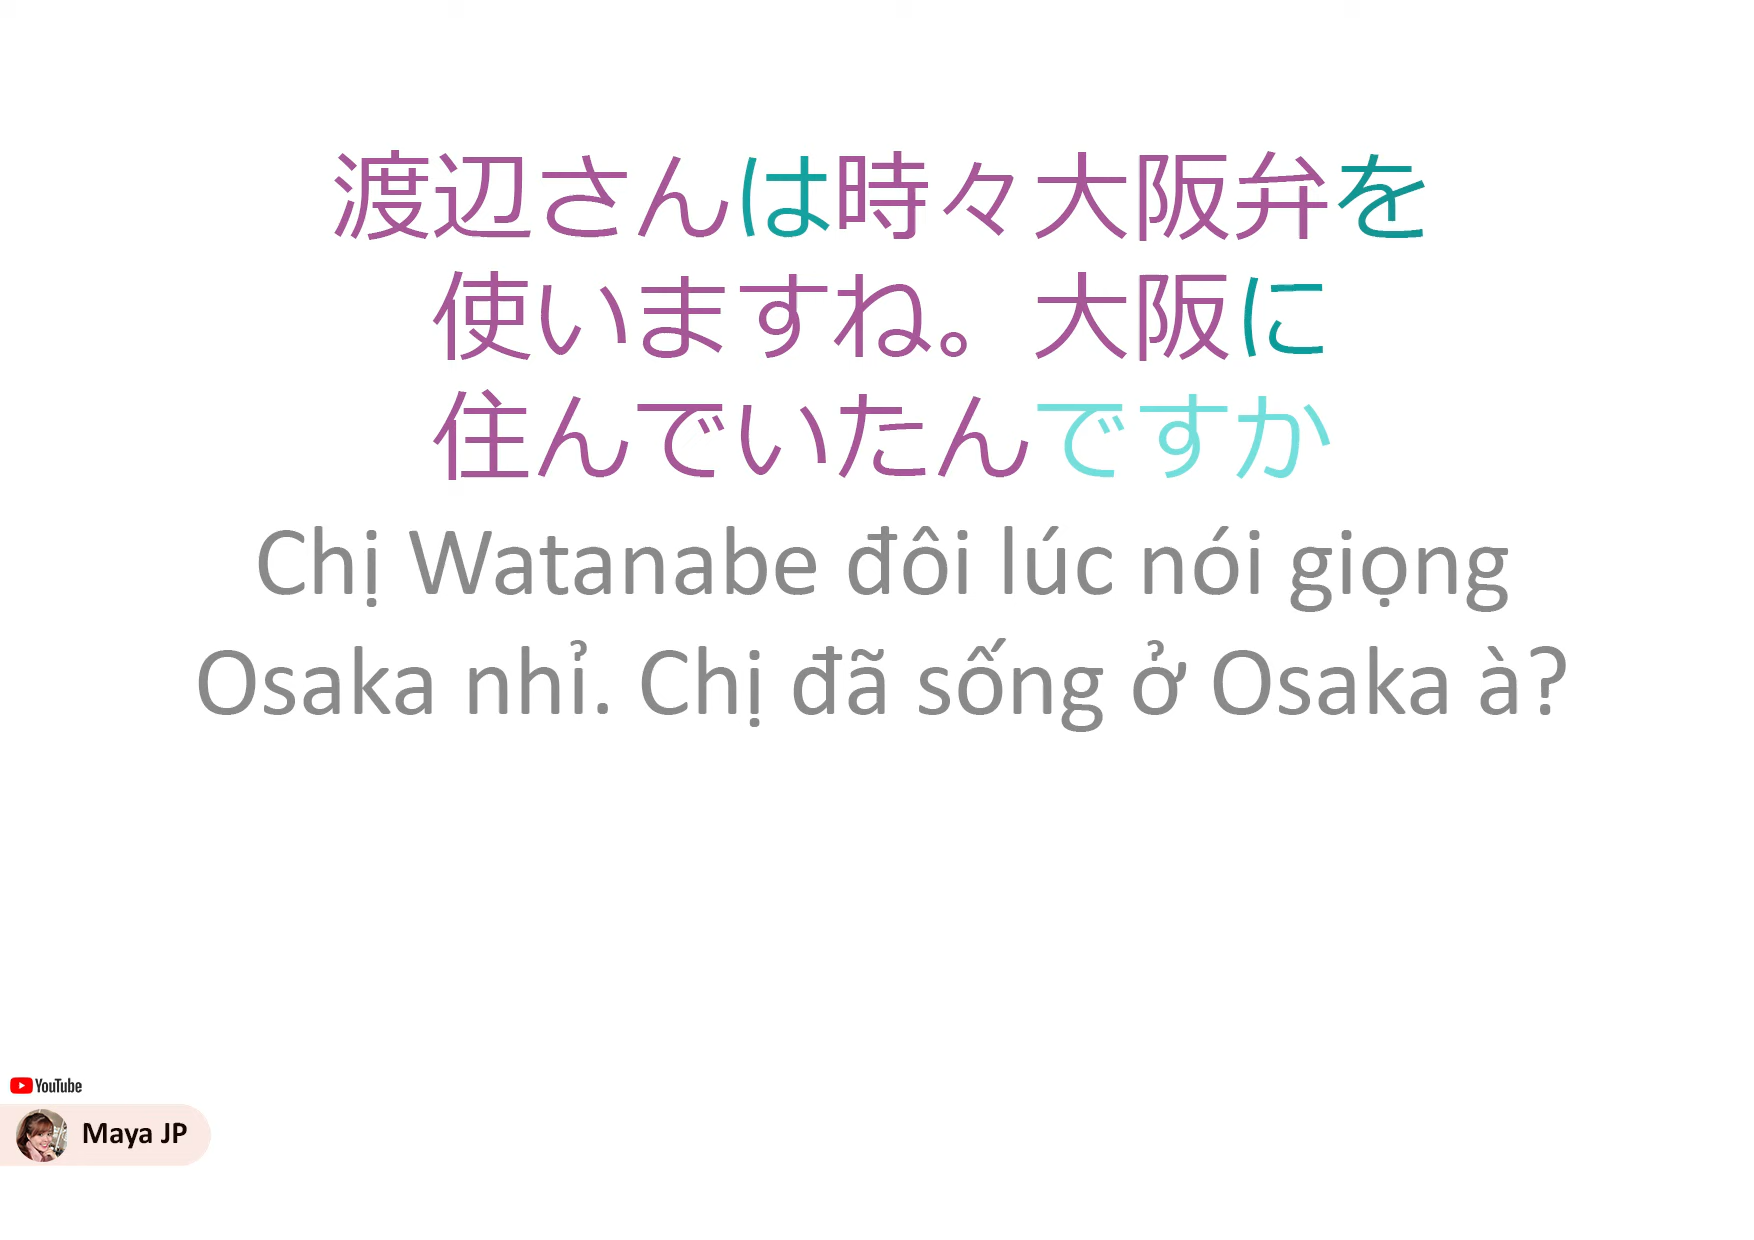 渡辺さんは時々大阪弁を
使いますね。大阪に
住んでいたんですか
Chị Watanabe đôi lúc nói giọng
Osaka nhỉ. Chị đã sống ở Osaka à?
YouTube
Maya JP